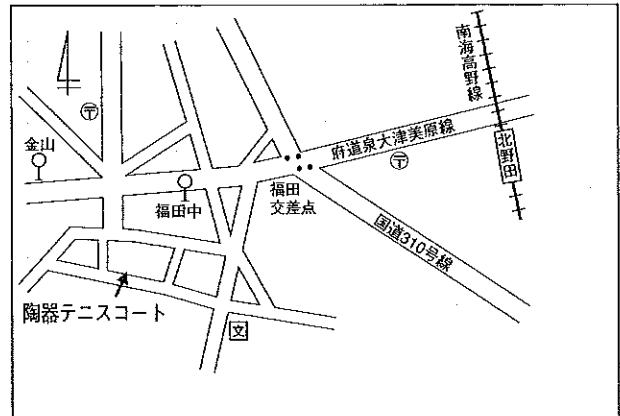 南海高野線
金山
府道泉大津美原線
北野田
福田中
福田
交差点
国道310号線
陶器テニスコート
文